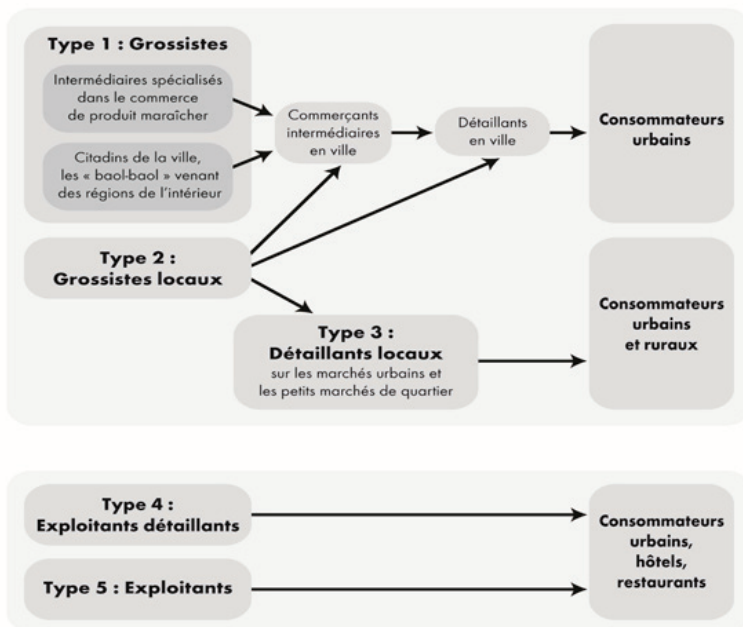 Type 1 : Grossistes
Intermédiaires spécialisés
dans le commerce
de produit maraîcher
Citadins de la ville,
les « baol-baol » venant
des régions de l’intérieur
Commerçants
intermédiaires
en ville
Détaillants
en ville
Consommateurs
urbains
Type 2 :
Grossistes locaux
Type 3 :
Détaillants locaux
sur les marchés urbains et
les petits marchés de quartier
Consommateurs
urbains
et ruraux
Type 4 :
Exploitants détaillants
Type 5 : Exploitants
Consommateurs
urbains,
hôtels,
restaurants